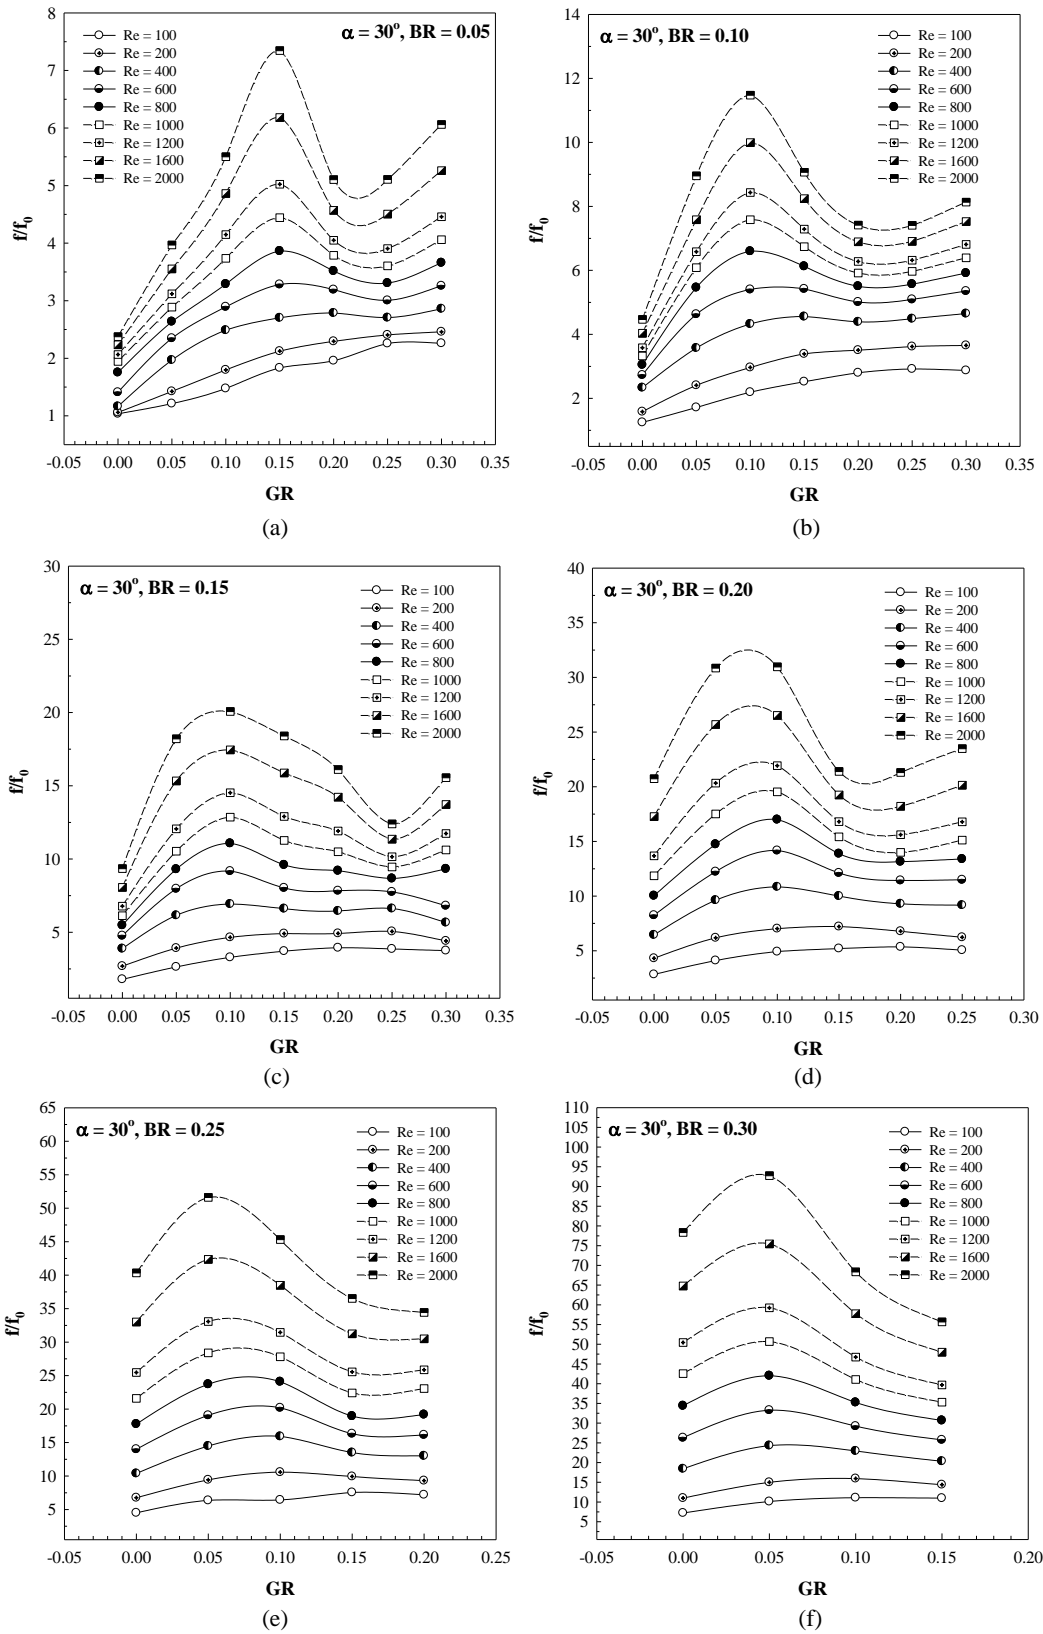 α = 30°, BR = 0.05
Re = 100
Re = 200
Re = 400
Re = 600
Re = 800
Re = 1000
Re = 1200
Re = 1600
Re = 2000
f/f₀
8
7
6
5
4
3
2
1
-0.05 0.00 0.05 0.10 0.15 0.20 0.25 0.30 0.35
GR
(a)
α = 30°, BR = 0.10
Re = 100
Re = 200
Re = 400
Re = 600
Re = 800
Re = 1000
Re = 1200
Re = 1600
Re = 2000
f/f₀
14
12
10
8
6
4
2
-0.05 0.00 0.05 0.10 0.15 0.20 0.25 0.30 0.35
GR
(b)
α = 30°, BR = 0.15
Re = 100
Re = 200
Re = 400
Re = 600
Re = 800
Re = 1000
Re = 1200
Re = 1600
Re = 2000
f/f₀
30
25
20
15
10
5
-0.05 0.00 0.05 0.10 0.15 0.20 0.25 0.30 0.35
GR
(c)
α = 30°, BR = 0.20
Re = 100
Re = 200
Re = 400
Re = 600
Re = 800
Re = 1000
Re = 1200
Re = 1600
Re = 2000
f/f₀
40
35
30
25
20
15
10
5
-0.05 0.00 0.05 0.10 0.15 0.20 0.25 0.30
GR
(d)
α = 30°, BR = 0.25
Re = 100
Re = 200
Re = 400
Re = 600
Re = 800
Re = 1000
Re = 1200
Re = 1600
Re = 2000
f/f₀
65
60
55
50
45
40
35
30
25
20
15
10
5
-0.05 0.00 0.05 0.10 0.15 0.20 0.25
GR
(e)
α = 30°, BR = 0.30
Re = 100
Re = 200
Re = 400
Re = 600
Re = 800
Re = 1000
Re = 1200
Re = 1600
Re = 2000
f/f₀
110
100
95
90
85
80
75
70
65
60
55
50
45
40
35
30
25
20
15
10
5
-0.05 0.00 0.05 0.10 0.15 0.20
GR
(f)